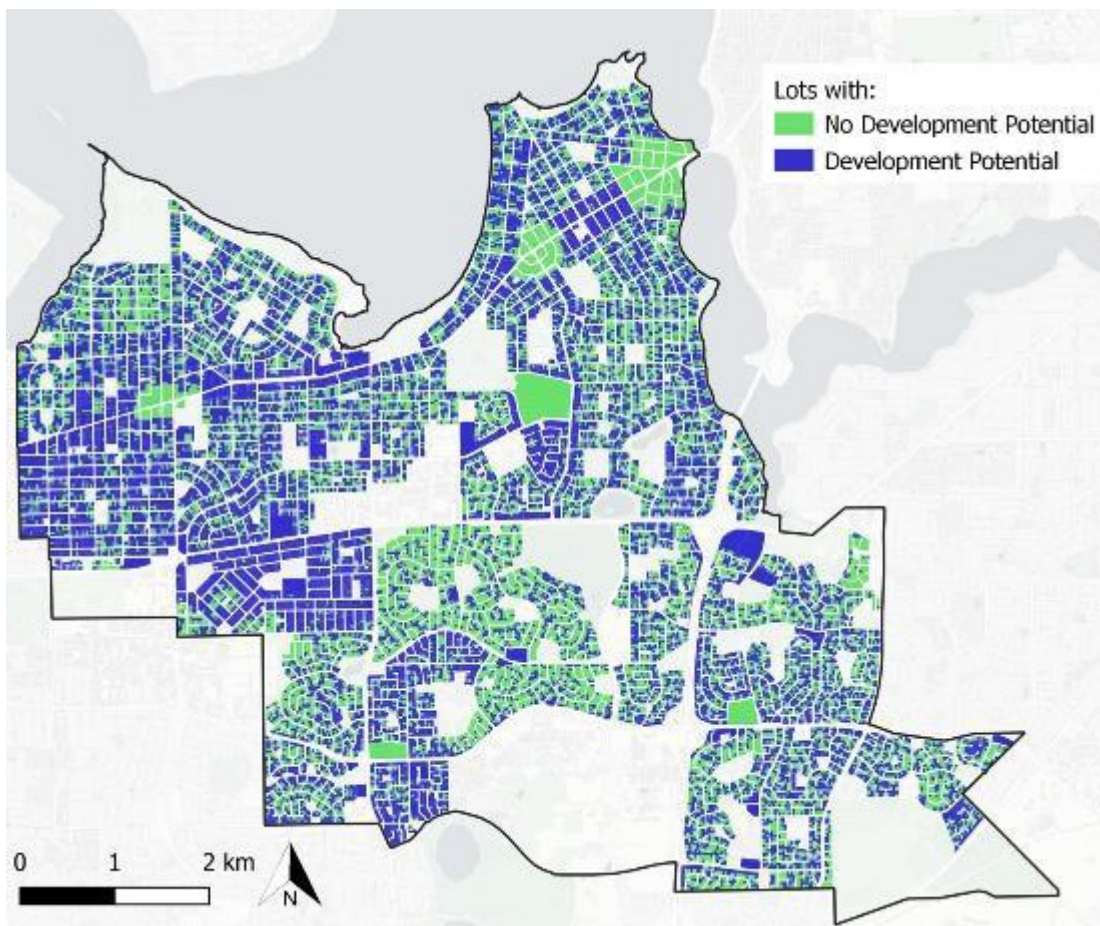 Lots with:
No Development Potential
Development Potential
0 1 2 km
N